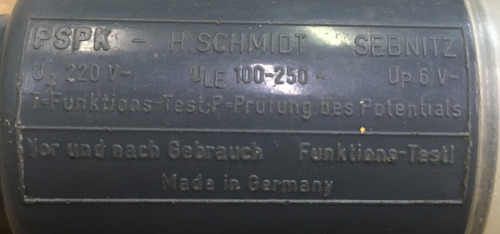 PSPK - H.SCHMIDT SEBNITZ
Un 220 V~ ULE 100-250 ~ Up 6 V~
F-Funktions-Test.P=Prüfung des Potentials
Vor und nach Gebrauch Funktions-Test!
Made in Germany